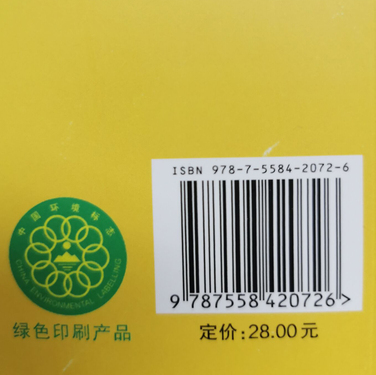 ISBN 978-7-5584-2072-6
9 787558 420726>
中国环境标志
CHINA ENVIRONMENTAL LABELLING
绿色印刷产品
定价:28.00元